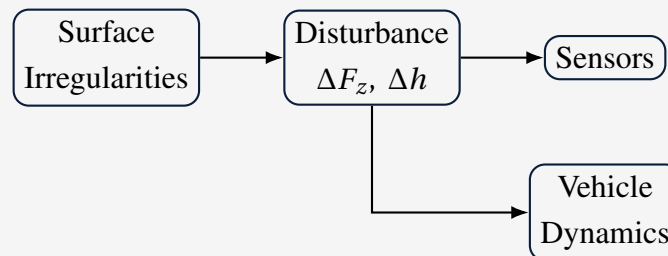 Surface
Irregularities
Disturbance
ΔF_z, Δh
Sensors
Vehicle
Dynamics